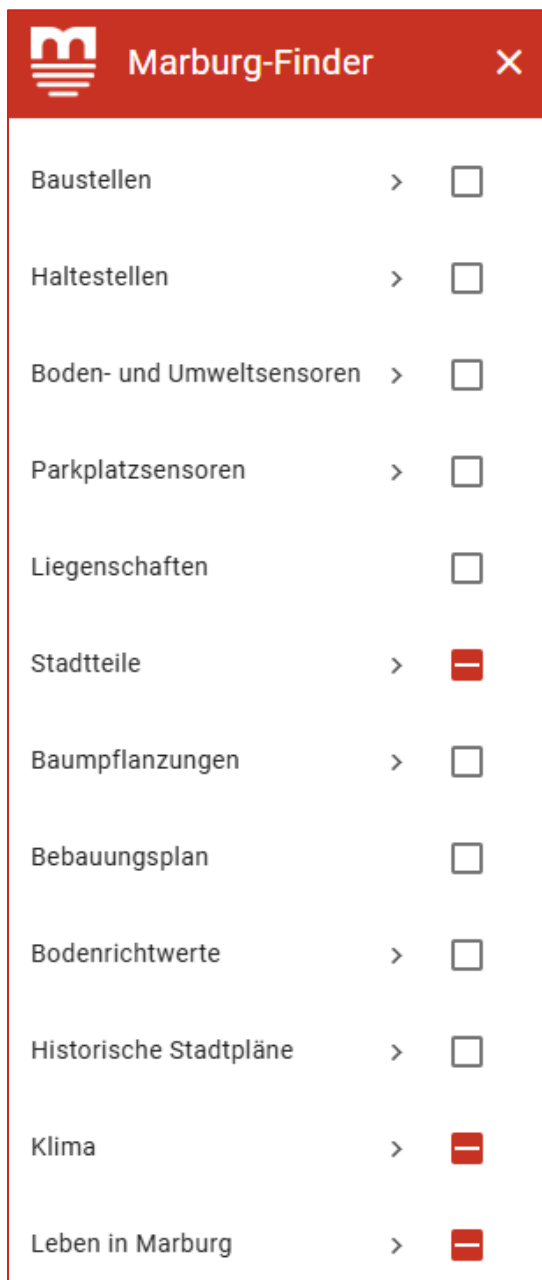 Marburg-Finder
Baustellen
Haltestellen
Boden- und Umweltsensoren
Parkplatzsensoren
Liegenschaften
Stadtteile
Baumpflanzungen
Bebauungsplan
Bodenrichtwerte
Historische Stadtpläne
Klima
Leben in Marburg